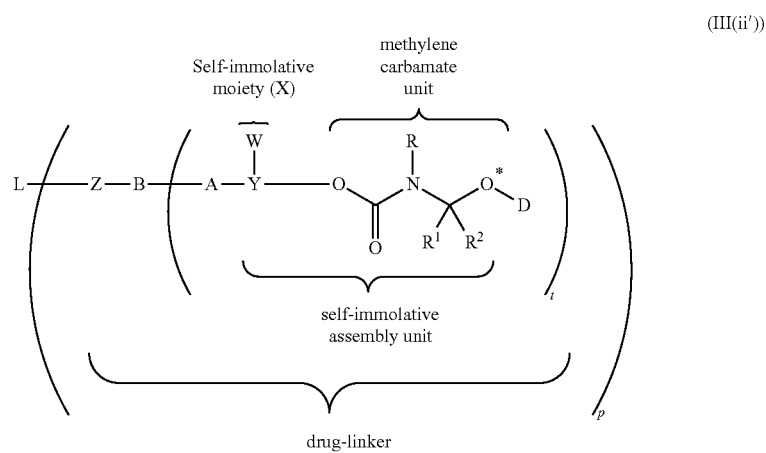 (III(ii'))
methylene
carbamate
unit
Self-immolative
moiety (X)
W
R
L Z B A Y O N O* D
O
R1 R2
t
self-immolative
assembly unit
p
drug-linker